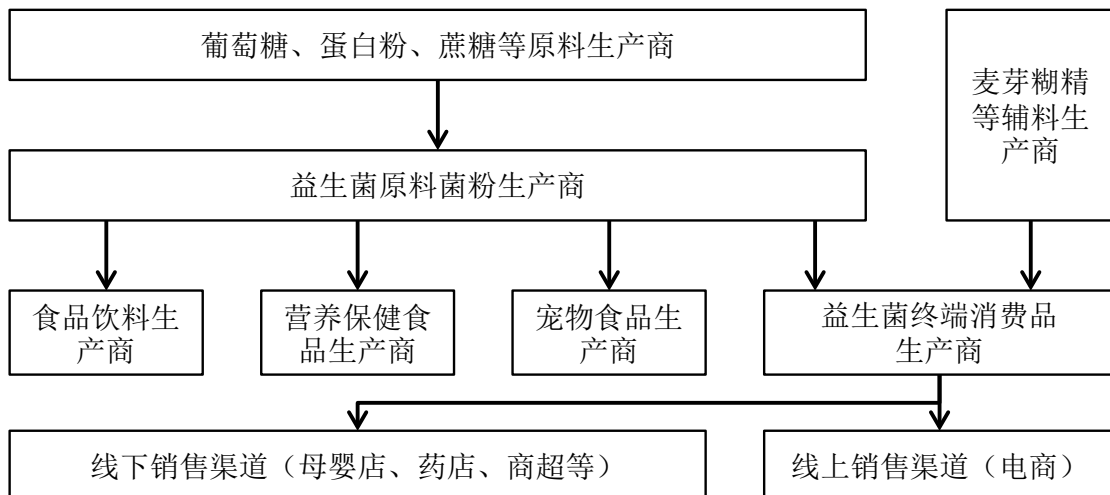 葡萄糖、蛋白粉、蔗糖等原料生产商
麦芽糊精
等辅料生
产商
益生菌原料菌粉生产商
食品饮料生
产商
营养保健食
品生产商
宠物食品生
产商
益生菌终端消费品
生产商
线下销售渠道（母婴店、药店、商超等）
线上销售渠道（电商）